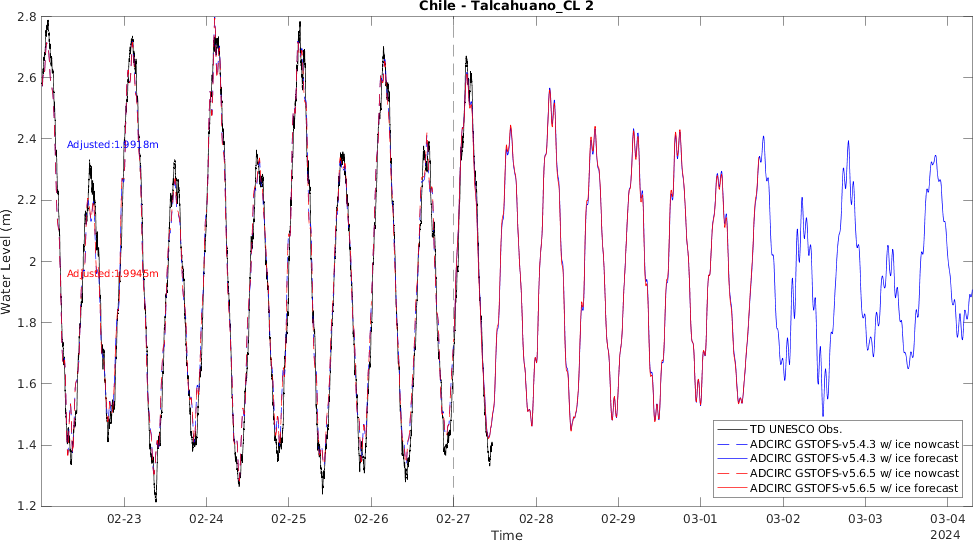 Chile - Talcahuano_CL 2
2.8
2.6
2.4
2.2
2
1.8
1.6
1.4
1.2
Water Level (m)
Adjusted:1.9918m
Adjusted:1.9945m
TD UNESCO Obs.
ADCIRC GSTOFS-v5.4.3 w/ ice nowcast
ADCIRC GSTOFS-v5.4.3 w/ ice forecast
ADCIRC GSTOFS-v5.6.5 w/ ice nowcast
ADCIRC GSTOFS-v5.6.5 w/ ice forecast
02-23 02-24 02-25 02-26 02-27 02-28 02-29 03-01 03-02 03-03 03-04
2024
Time